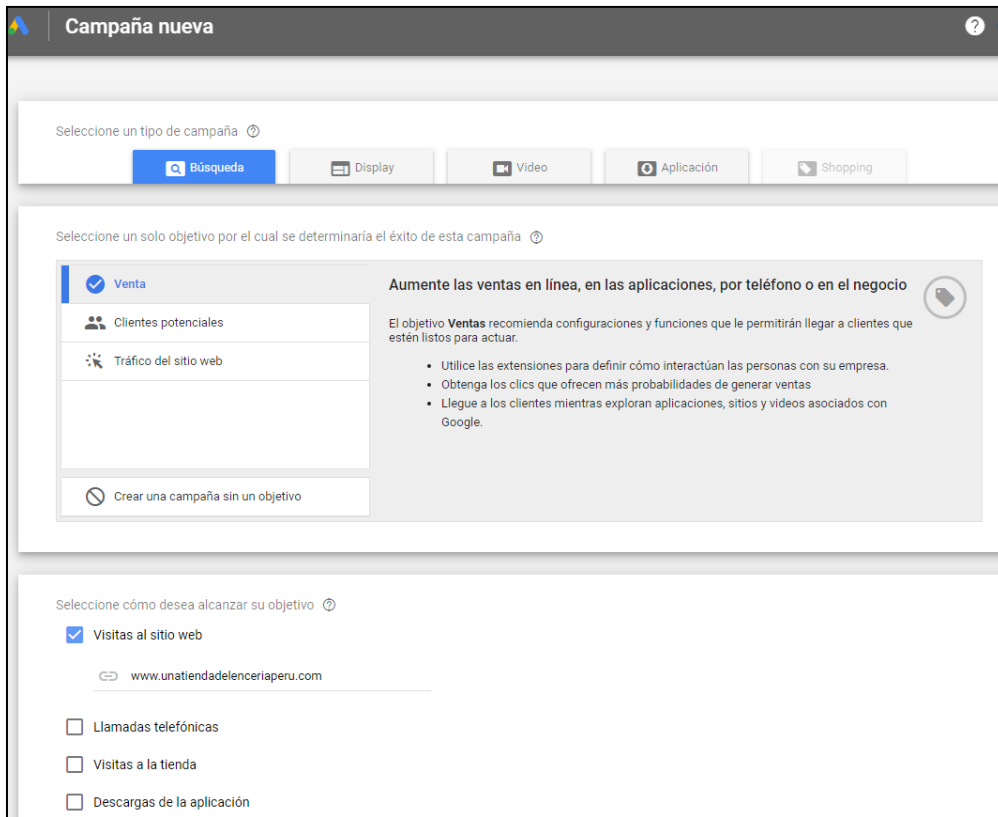 Campaña nueva
Seleccione un tipo de campaña
Búsqueda
Display
Video
Aplicación
Shopping
Seleccione un solo objetivo por el cual se determinaría el éxito de esta campaña
Venta
Clientes potenciales
Tráfico del sitio web
Crear una campaña sin un objetivo
Aumente las ventas en línea, en las aplicaciones, por teléfono o en el negocio
El objetivo Ventas recomienda configuraciones y funciones que le permitirán llegar a clientes que
estén listos para actuar.
• Utilice las extensiones para definir cómo interactúan las personas con su empresa.
• Obtenga los clics que ofrecen más probabilidades de generar ventas
• Llegue a los clientes mientras exploran aplicaciones, sitios y videos asociados con
Google.
Seleccione cómo desea alcanzar su objetivo
Visitas al sitio web
www.unatiendadelenceriaperu.com
Llamadas telefónicas
Visitas a la tienda
Descargas de la aplicación